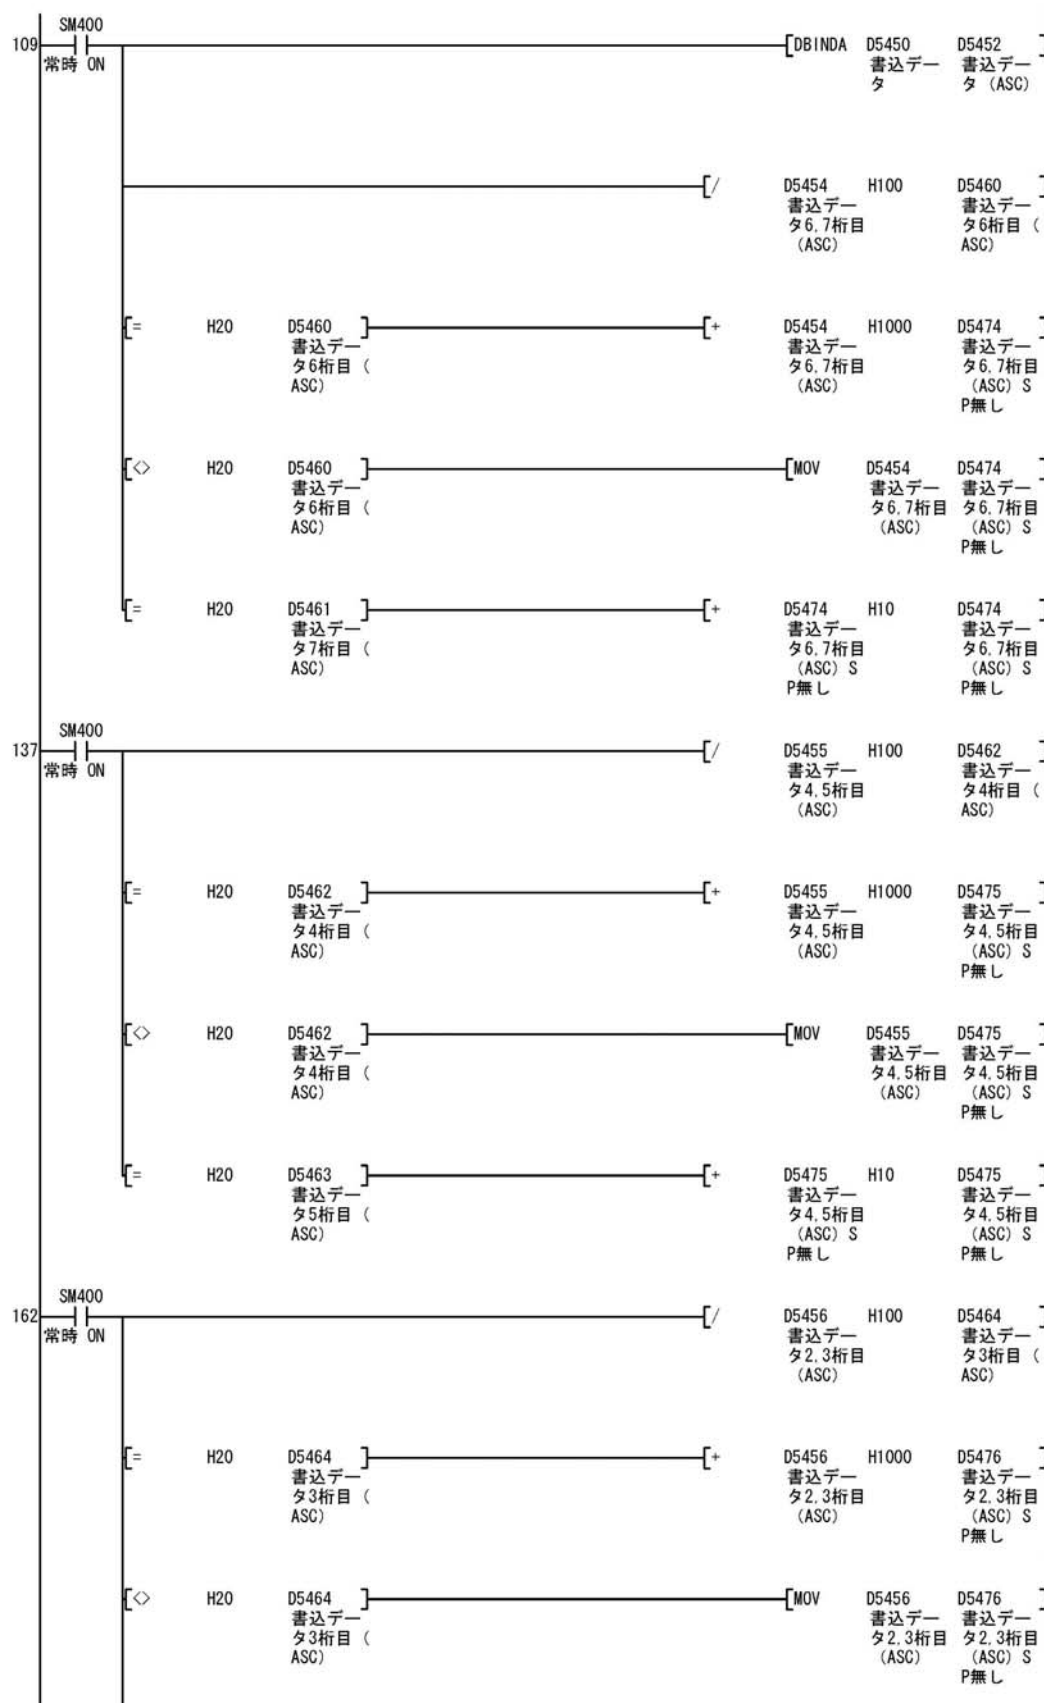 SM400
109
常時 ON
[DBINDA D5450 D5452 ]
書込デー 書込デー
タ タ (ASC)
[/ D5454 H100 D5460 ]
書込デー 書込デー
タ6,7桁目 タ6桁目 (
(ASC) ASC)
[= H20 D5460 ] [+ D5454 H1000 D5474 ]
書込デー 書込デー 書込デー
タ6桁目 ( タ6,7桁目 タ6,7桁目
ASC) (ASC) (ASC) S
P無し
[<> H20 D5460 ] [MOV D5454 D5474 ]
書込デー 書込デー 書込デー
タ6桁目 ( タ6,7桁目 タ6,7桁目
ASC) (ASC) (ASC) S
P無し
[= H20 D5461 ] [+ D5474 H10 D5474 ]
書込デー 書込デー 書込デー
タ7桁目 ( タ6,7桁目 タ6,7桁目
ASC) (ASC) S (ASC) S
P無し P無し
SM400
137
常時 ON
[/ D5455 H100 D5462 ]
書込デー 書込デー
タ4,5桁目 タ4桁目 (
(ASC) ASC)
[= H20 D5462 ] [+ D5455 H1000 D5475 ]
書込デー 書込デー 書込デー
タ4桁目 ( タ4,5桁目 タ4,5桁目
ASC) (ASC) (ASC) S
P無し
[<> H20 D5462 ] [MOV D5455 D5475 ]
書込デー 書込デー 書込デー
タ4桁目 ( タ4,5桁目 タ4,5桁目
ASC) (ASC) (ASC) S
P無し
[= H20 D5463 ] [+ D5475 H10 D5475 ]
書込デー 書込デー 書込デー
タ5桁目 ( タ4,5桁目 タ4,5桁目
ASC) (ASC) S (ASC) S
P無し P無し
SM400
162
常時 ON
[/ D5456 H100 D5464 ]
書込デー 書込デー
タ2,3桁目 タ3桁目 (
(ASC) ASC)
[= H20 D5464 ] [+ D5456 H1000 D5476 ]
書込デー 書込デー 書込デー
タ3桁目 ( タ2,3桁目 タ2,3桁目
ASC) (ASC) (ASC) S
P無し
[<> H20 D5464 ] [MOV D5456 D5476 ]
書込デー 書込デー 書込デー
タ3桁目 ( タ2,3桁目 タ2,3桁目
ASC) (ASC) (ASC) S
P無し